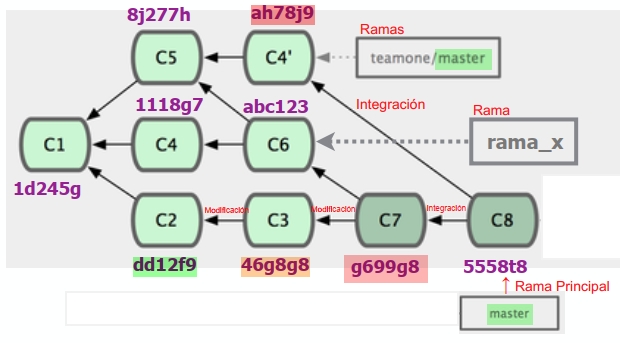 8j277h
ah78j9
Ramas
C5
C4'
teamone/master
1118g7
abc123
Integración
Rama
C1
C4
C6
rama_x
1d245g
C2
Modificación
C3
Modificación
C7
Integración
C8
dd12f9
46g8g8
g699g8
5558t8
↑ Rama Principal
master